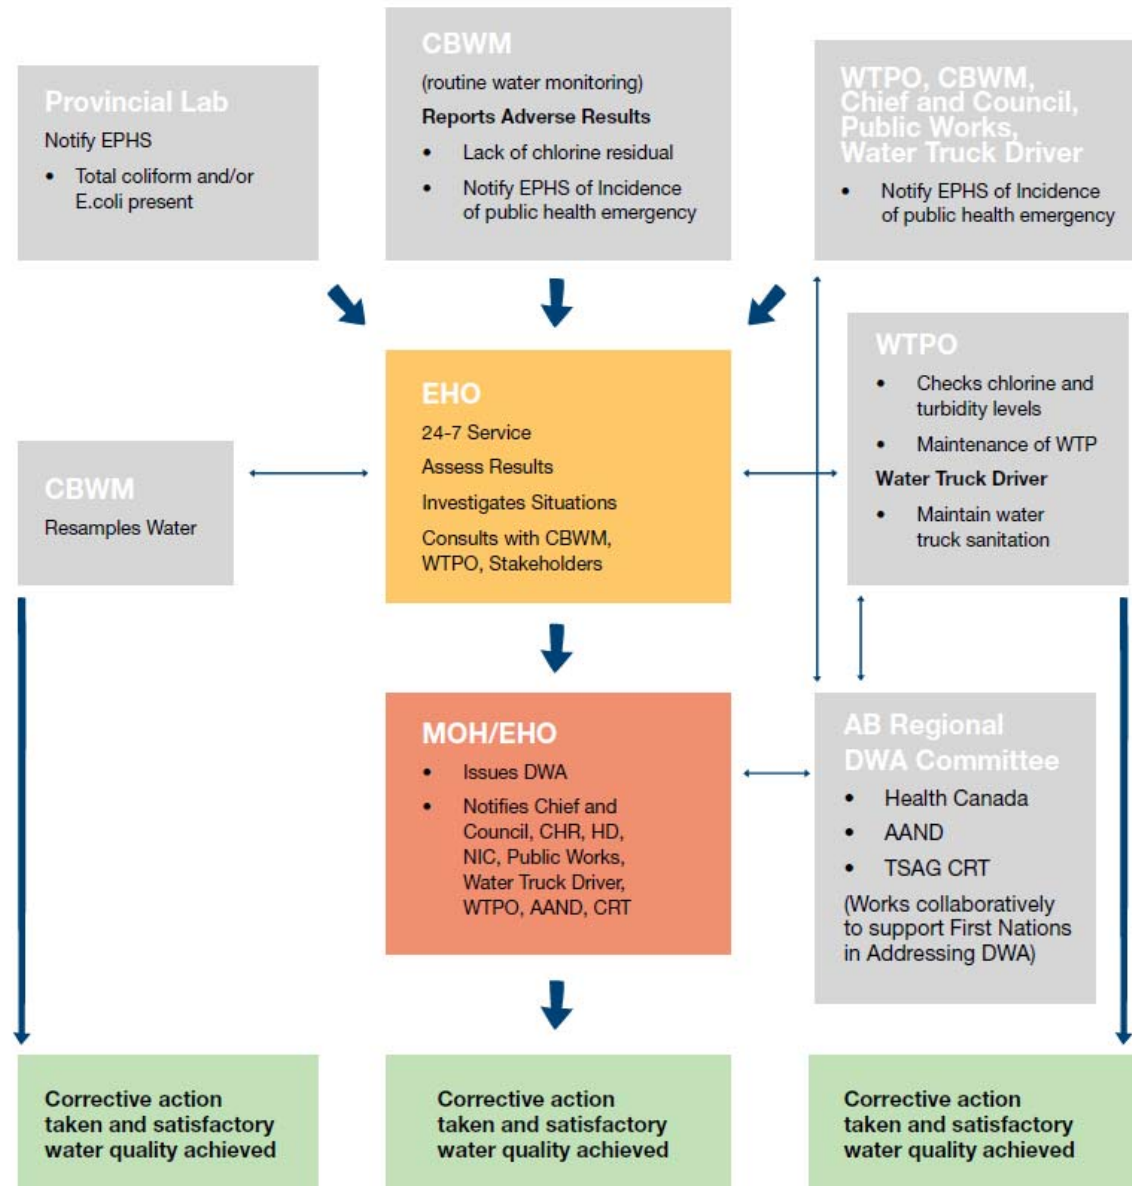 Provincial Lab
Notify EPHS
• Total coliform and/or
E.coli present
CBWM
(routine water monitoring)
Reports Adverse Results
• Lack of chlorine residual
• Notify EPHS of Incidence
of public health emergency
WTPO, CBWM,
Chief and Council,
Public Works,
Water Truck Driver
• Notify EPHS of Incidence
of public health emergency
CBWM
Resamples Water
EHO
24-7 Service
Assess Results
Investigates Situations
Consults with CBWM,
WTPO, Stakeholders
WTPO
• Checks chlorine and
turbidity levels
• Maintenance of WTP
Water Truck Driver
• Maintain water
truck sanitation
MOH/EHO
• Issues DWA
• Notifies Chief and
Council, CHR, HD,
NIC, Public Works,
Water Truck Driver,
WTPO, AAND, CRT
AB Regional
DWA Committee
• Health Canada
• AAND
• TSAG CRT
(Works collaboratively
to support First Nations
in Addressing DWA)
Corrective action
taken and satisfactory
water quality achieved
Corrective action
taken and satisfactory
water quality achieved
Corrective action
taken and satisfactory
water quality achieved